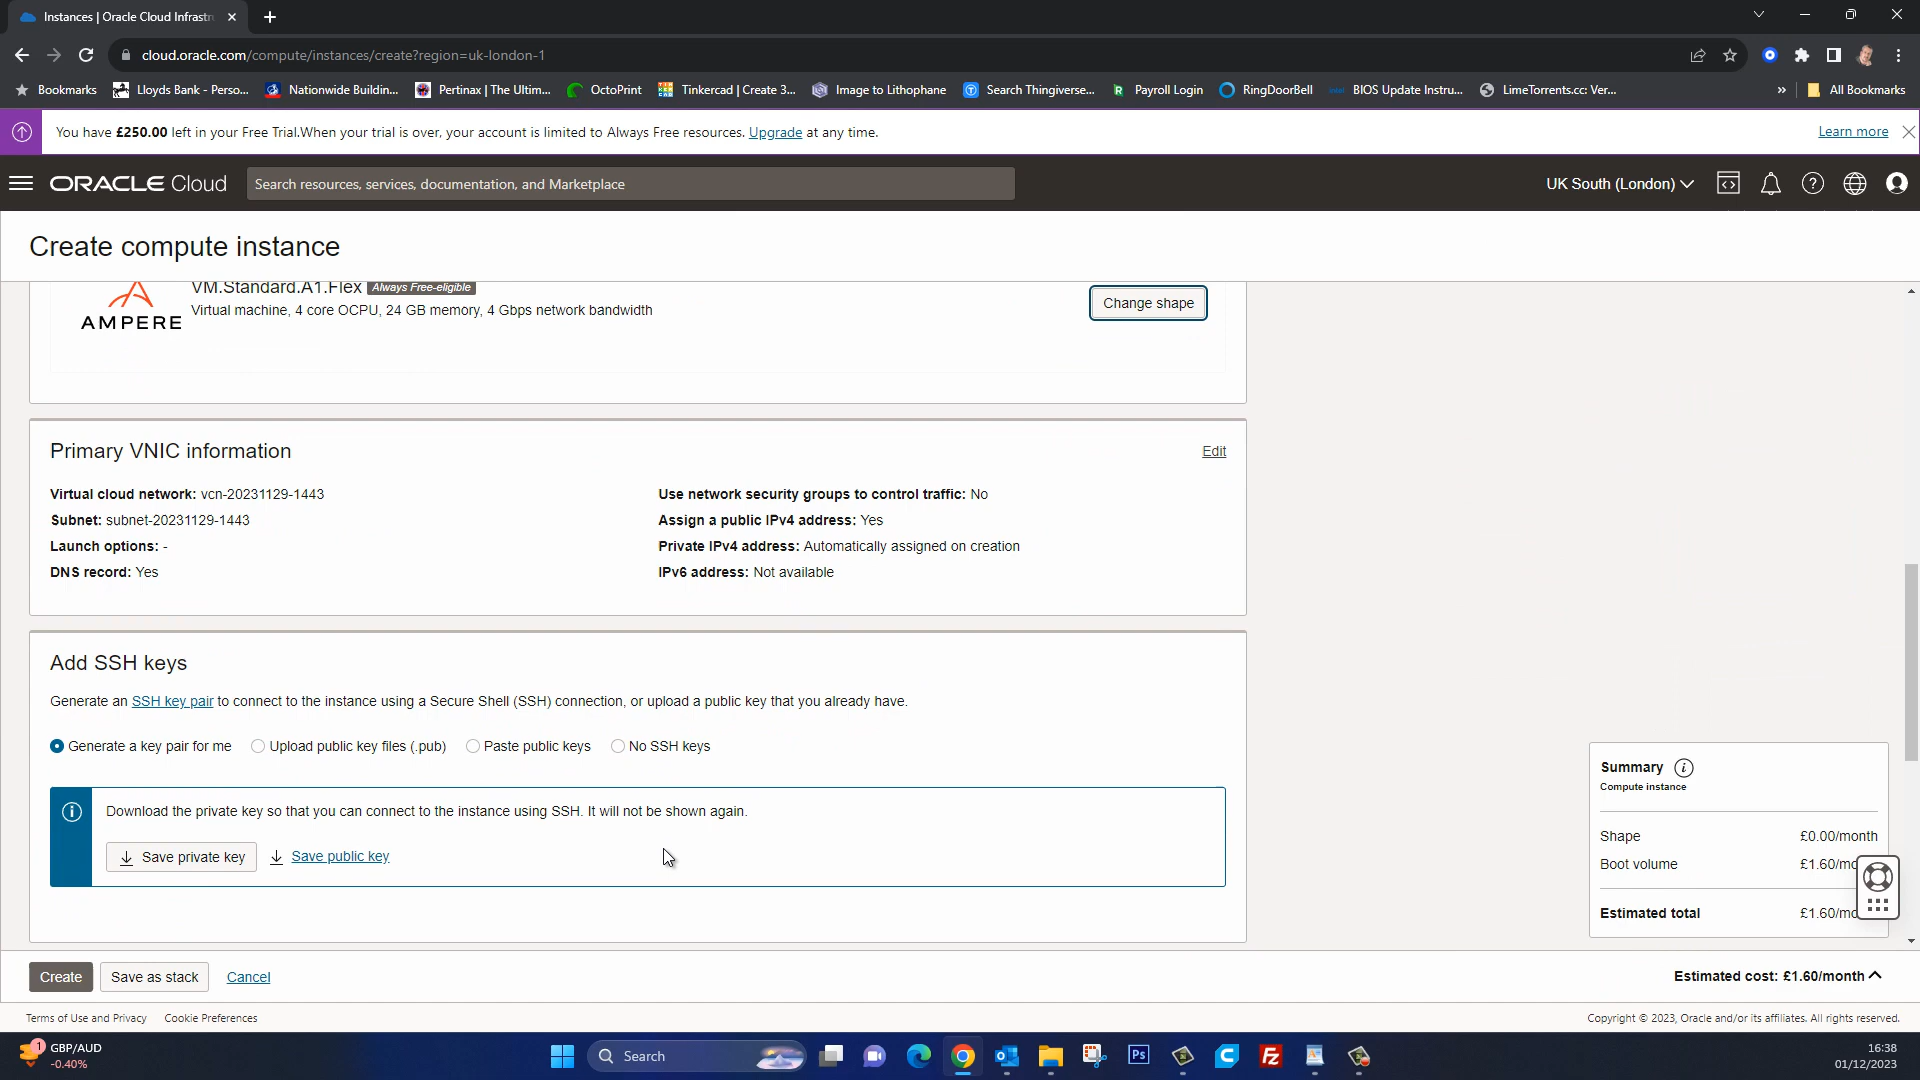 Instances | Oracle Cloud Infrastr
cloud.oracle.com/compute/instances/create?region=uk-london-1
Bookmarks
Lloyds Bank - Perso...
Nationwide Buildin...
Pertinax | The Ultim...
OctoPrint
Tinkercad | Create 3...
Image to Lithophane
Search Thingiverse...
Payroll Login
RingDoorBell
BIOS Update Instru...
LimeTorrents.cc: Ver...
»
All Bookmarks
You have £250.00 left in your Free Trial.When your trial is over, your account is limited to Always Free resources. Upgrade at any time.
Learn more
ORACLE Cloud
Search resources, services, documentation, and Marketplace
UK South (London)
Create compute instance
AMPERE
VM.Standard.A1.Flex Always Free-eligible
Virtual machine, 4 core OCPU, 24 GB memory, 4 Gbps network bandwidth
Change shape
Primary VNIC information
Edit
Virtual cloud network: vcn-20231129-1443
Subnet: subnet-20231129-1443
Launch options: -
DNS record: Yes
Use network security groups to control traffic: No
Assign a public IPv4 address: Yes
Private IPv4 address: Automatically assigned on creation
IPv6 address: Not available
Add SSH keys
Generate an SSH key pair to connect to the instance using a Secure Shell (SSH) connection, or upload a public key that you already have.
Generate a key pair for me
Upload public key files (.pub)
Paste public keys
No SSH keys
Download the private key so that you can connect to the instance using SSH. It will not be shown again.
Save private key
Save public key
Summary
Compute instance
Shape £0.00/month
Boot volume £1.60/mo
Estimated total £1.60/mo
Create
Save as stack
Cancel
Estimated cost: £1.60/month
Terms of Use and Privacy
Cookie Preferences
Copyright © 2023, Oracle and/or its affiliates. All rights reserved.
1
GBP/AUD
-0.40%
Search
Ps
Fz
16:38
01/12/2023